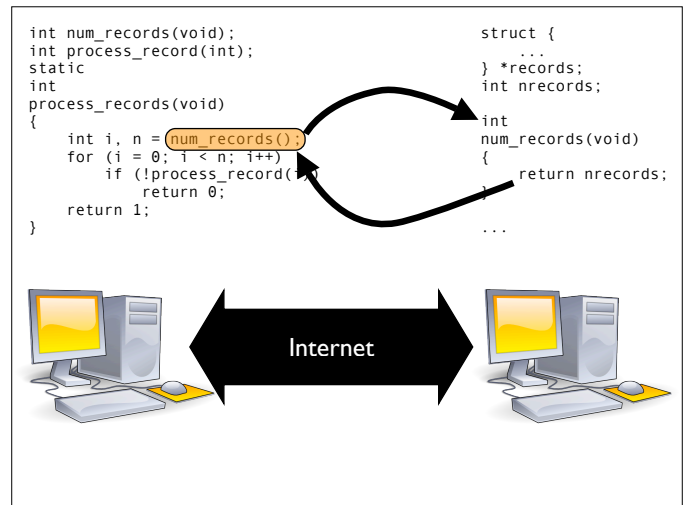 int num_records(void);
int process_record(int);
static
int
process_records(void)
{
    int i, n = num_records();
    for (i = 0; i < n; i++)
        if (!process_record(i))
            return 0;
    return 1;
}
struct {
    ...
} *records;
int nrecords;
int
num_records(void)
{
    return nrecords;
}
...
Internet